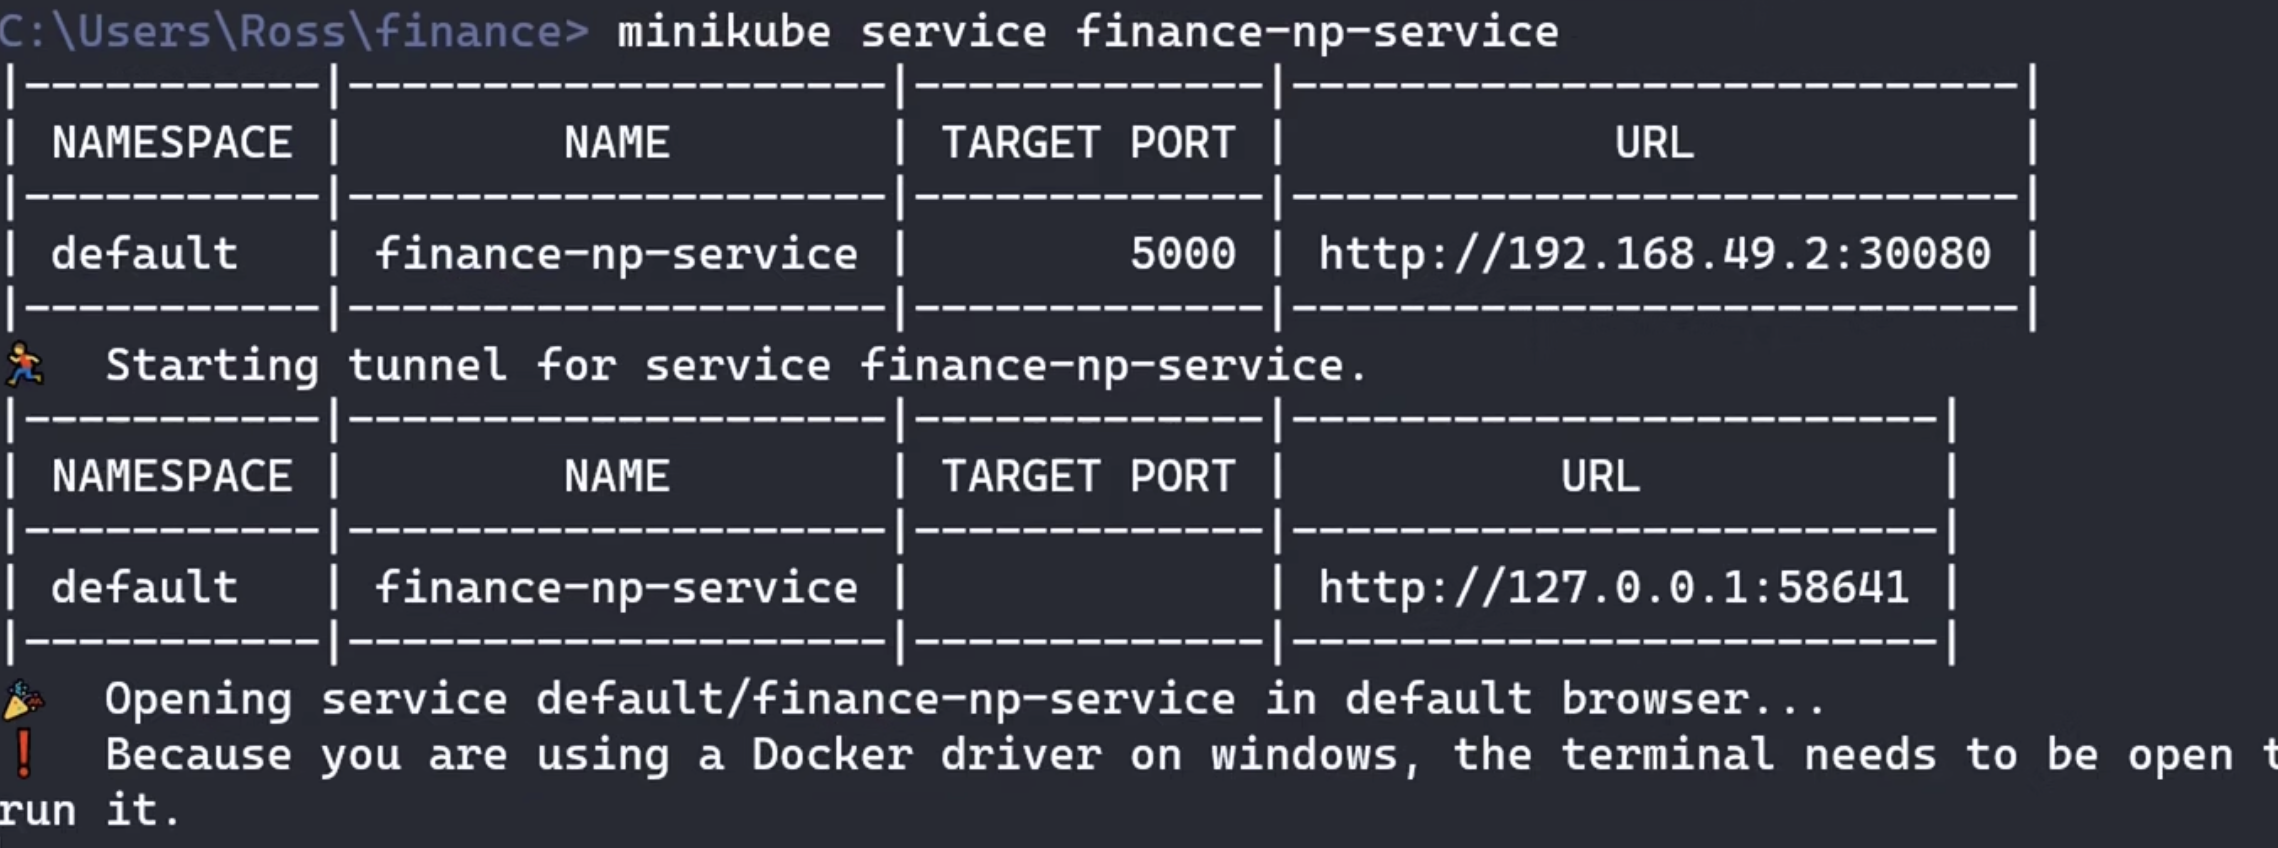 C:\Users\Ross\finance> minikube service finance-np-service
|-----------|--------------------|-------------|---------------------------|
| NAMESPACE |        NAME        | TARGET PORT |            URL            |
|-----------|--------------------|-------------|---------------------------|
| default   | finance-np-service |        5000 | http://192.168.49.2:30080 |
|-----------|--------------------|-------------|---------------------------|
🏃  Starting tunnel for service finance-np-service.
|-----------|--------------------|-------------|------------------------|
| NAMESPACE |        NAME        | TARGET PORT |          URL           |
|-----------|--------------------|-------------|------------------------|
| default   | finance-np-service |             | http://127.0.0.1:58641 |
|-----------|--------------------|-------------|------------------------|
🎉  Opening service default/finance-np-service in default browser...
❗  Because you are using a Docker driver on windows, the terminal needs to be open t
run it.